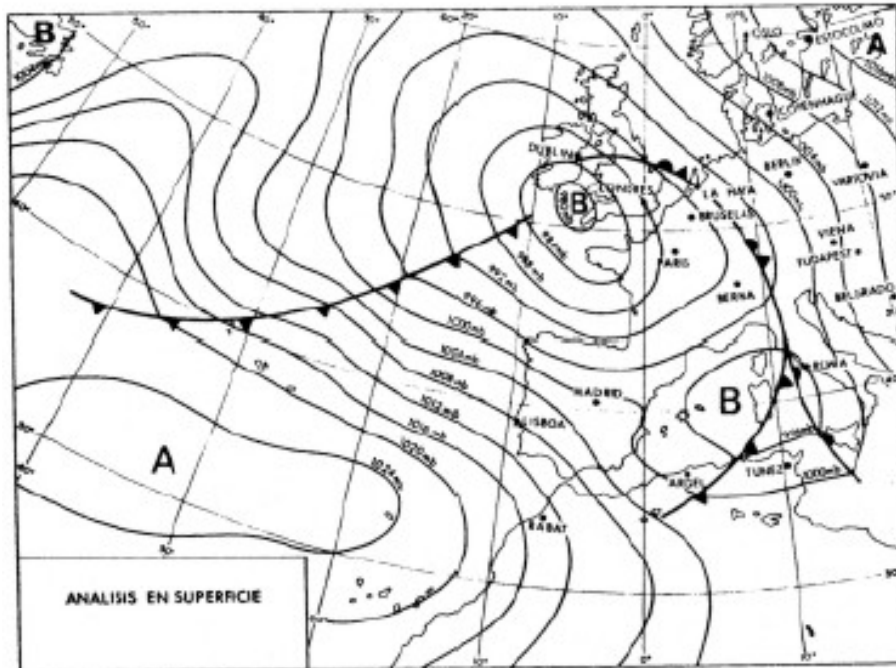 B
A
OSLO
ESTOCOLMO
COPENHAGUE
DUBLIN
BERLIN
VARSOVIA
LONDRES
LA HAYA
B
BRUSELAS
VIENA
PARIS
BUDAPEST
BERNA
BELGRADO
992 mb
996 mb
1000 mb
1004 mb
1008 mb
1012 mb
1016 mb
1020 mb
1024 mb
ROMA
MADRID
B
LISBOA
A
ARGEL
TUNEZ
1000 mb
RABAT
ANALISIS EN SUPERFICIE